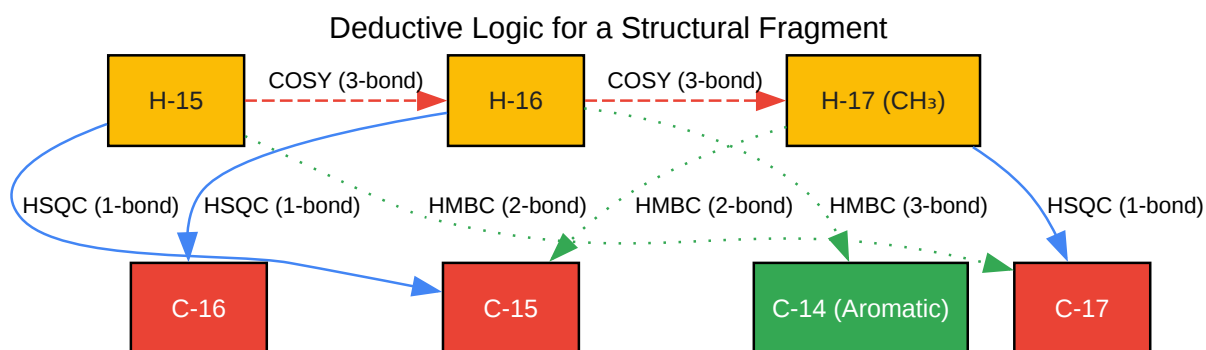 Deductive Logic for a Structural Fragment
H-15
COSY (3-bond)
H-16
COSY (3-bond)
H-17 (CH₃)
HSQC (1-bond)
HSQC (1-bond)
HMBC (2-bond)
HMBC (2-bond)
HMBC (3-bond)
HSQC (1-bond)
C-16
C-15
C-14 (Aromatic)
C-17